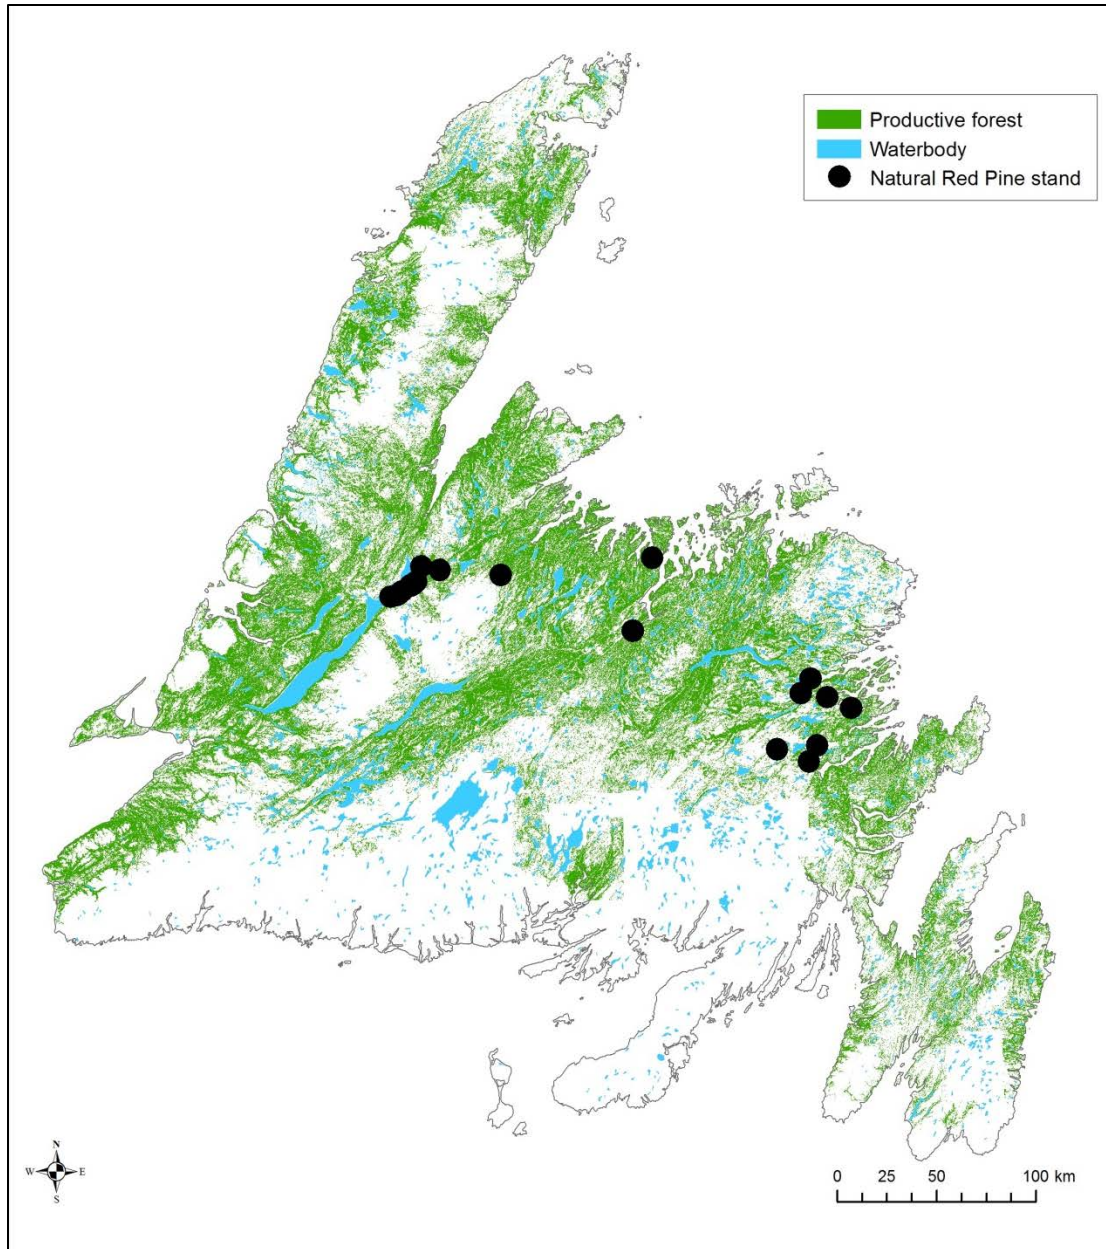 Productive forest
Waterbody
Natural Red Pine stand
N
W E
S
0 25 50 100 km